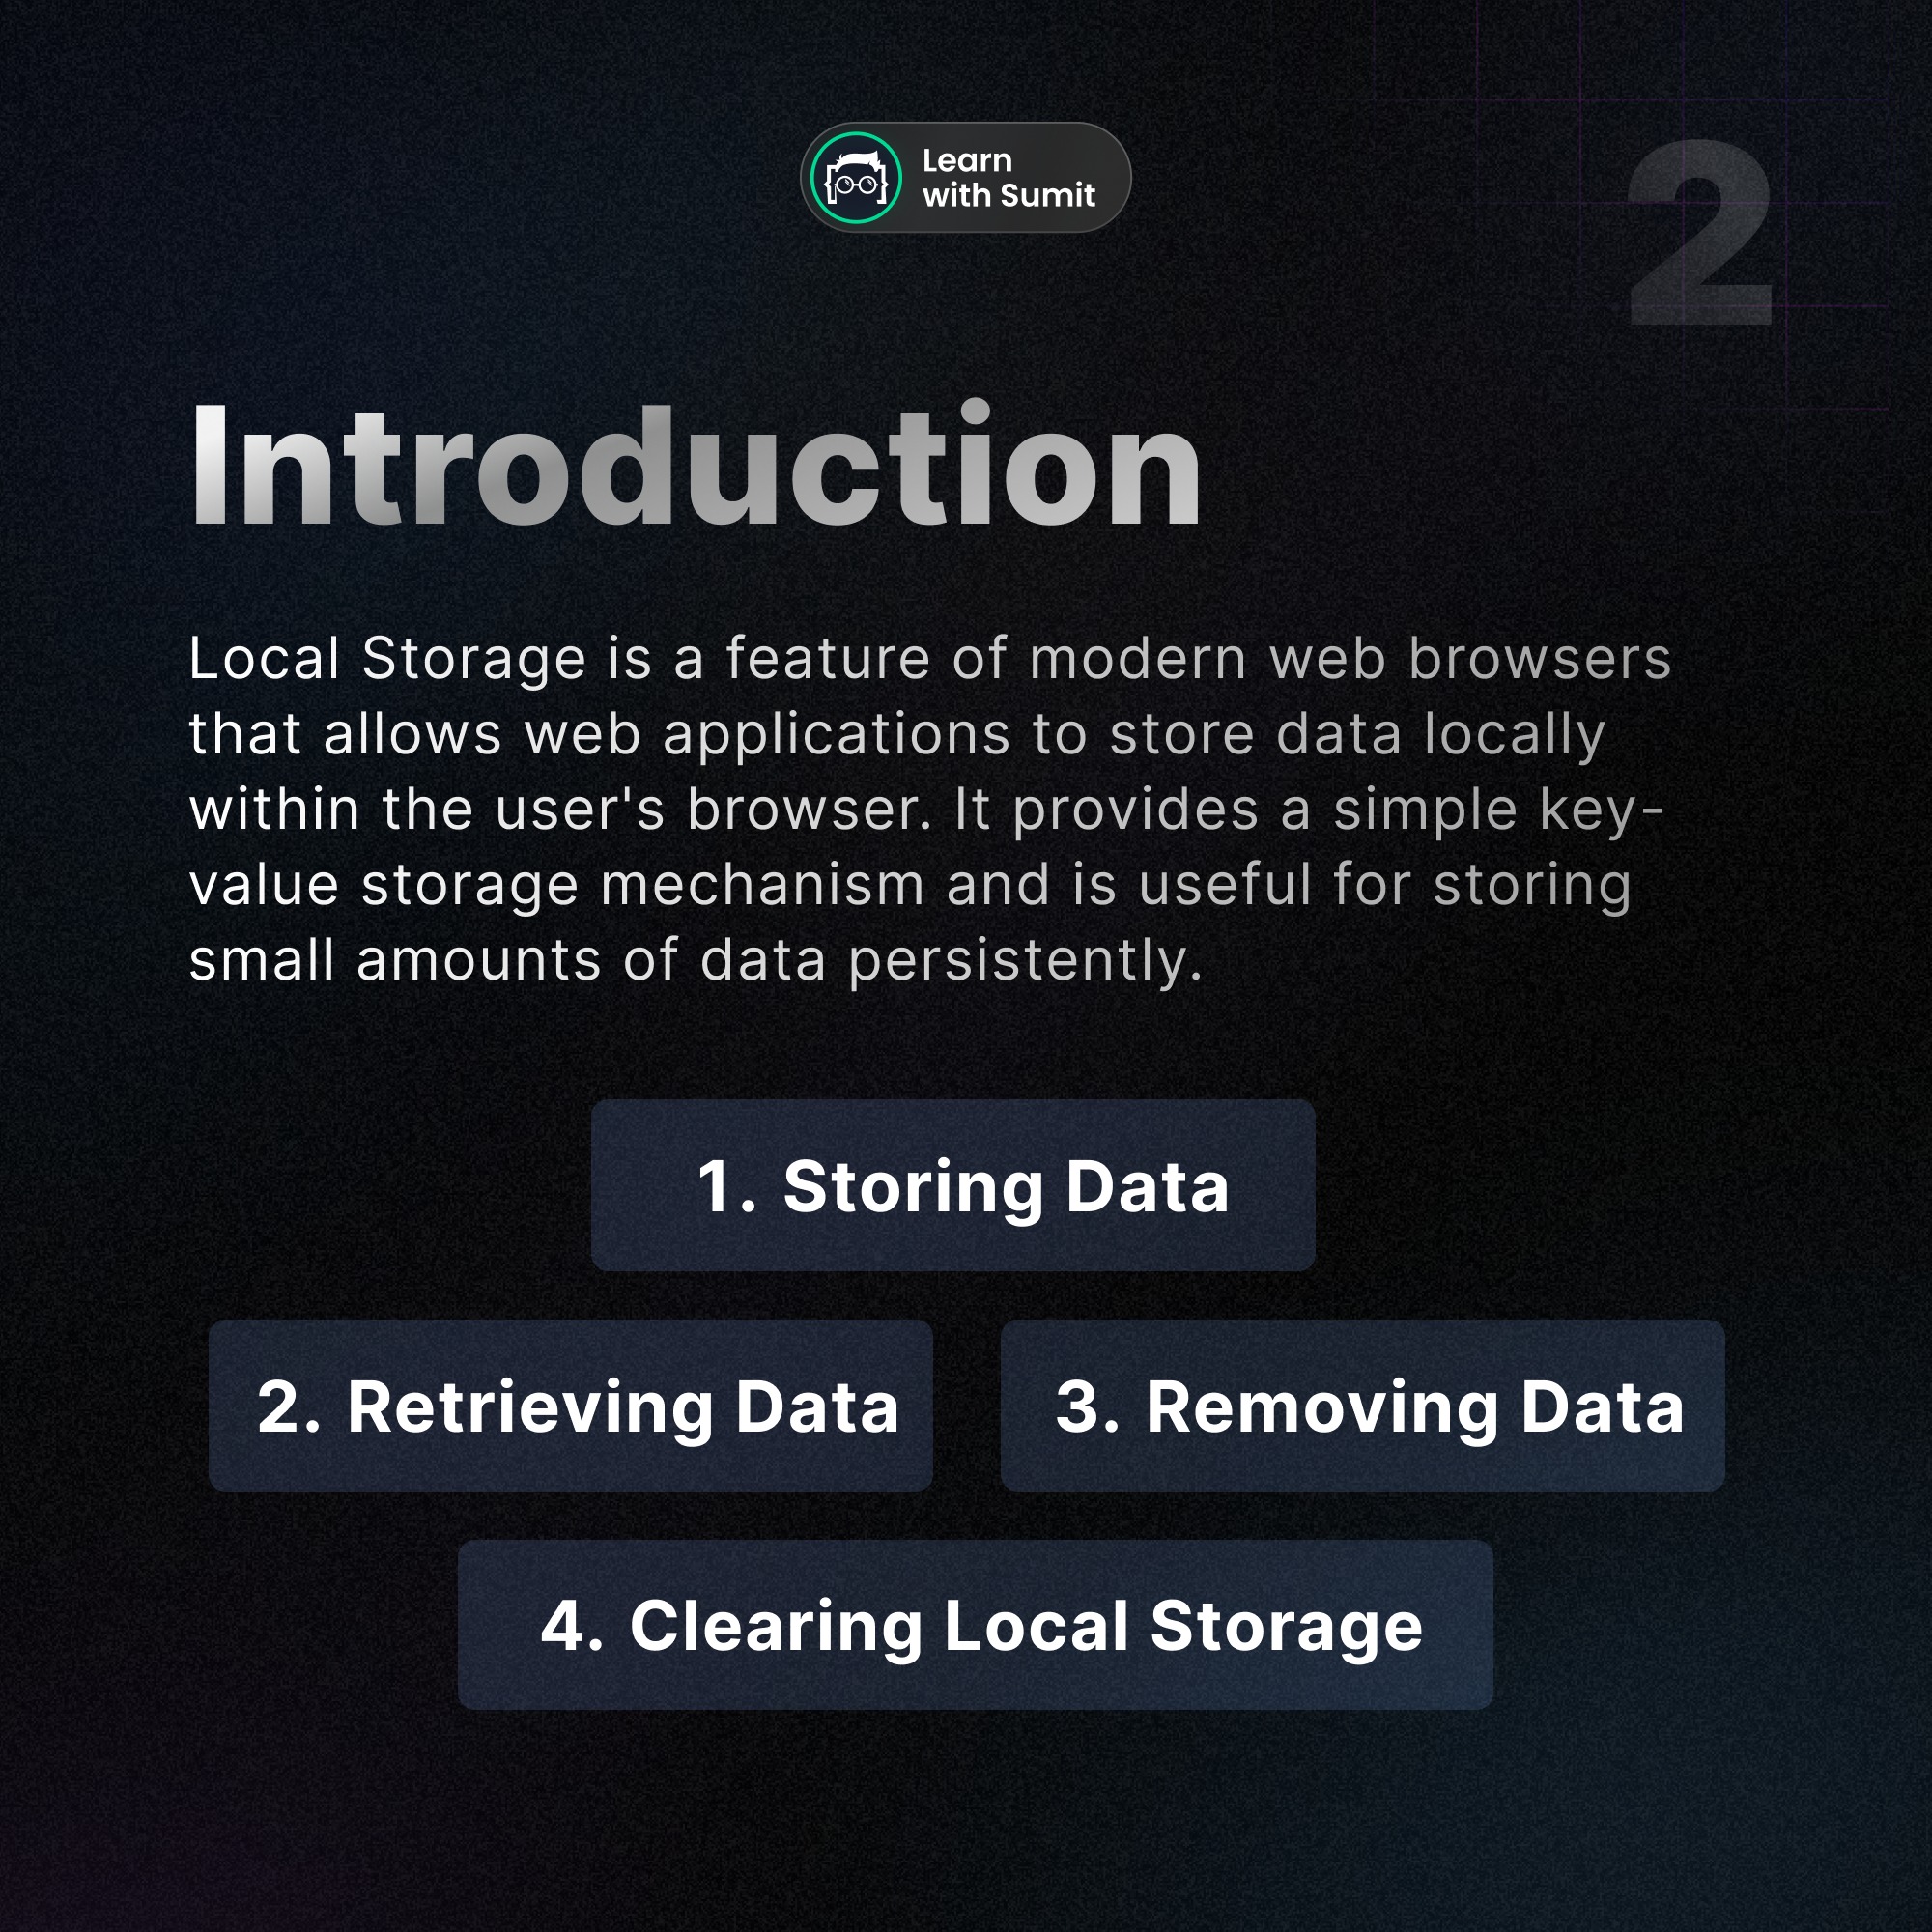 Learn
with Sumit
2
Introduction
Local Storage is a feature of modern web browsers
that allows web applications to store data locally
within the user's browser. It provides a simple key-
value storage mechanism and is useful for storing
small amounts of data persistently.
1. Storing Data
2. Retrieving Data
3. Removing Data
4. Clearing Local Storage